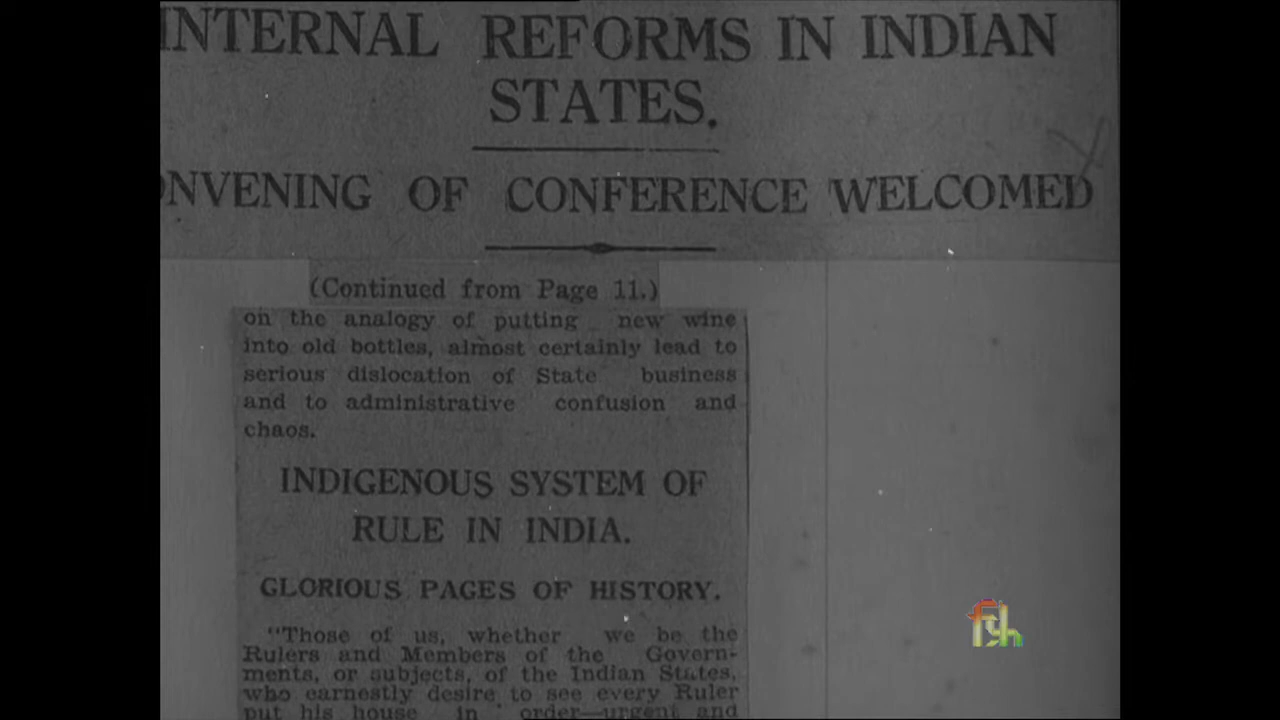 INTERNAL REFORMS IN INDIAN
STATES.
ONVENING OF CONFERENCE WELCOMED
(Continued from Page 11.)
on the analogy of putting new wine
into old bottles, almost certainly lead to
serious dislocation of State business
and to administrative confusion and
chaos.
INDIGENOUS SYSTEM OF
RULE IN INDIA.
GLORIOUS PAGES OF HISTORY.
"Those of us, whether we be the
Rulers and Members of the Govern-
ments, or subjects, of the Indian States,
who earnestly desire to see every Ruler
put his house in order—urgent and